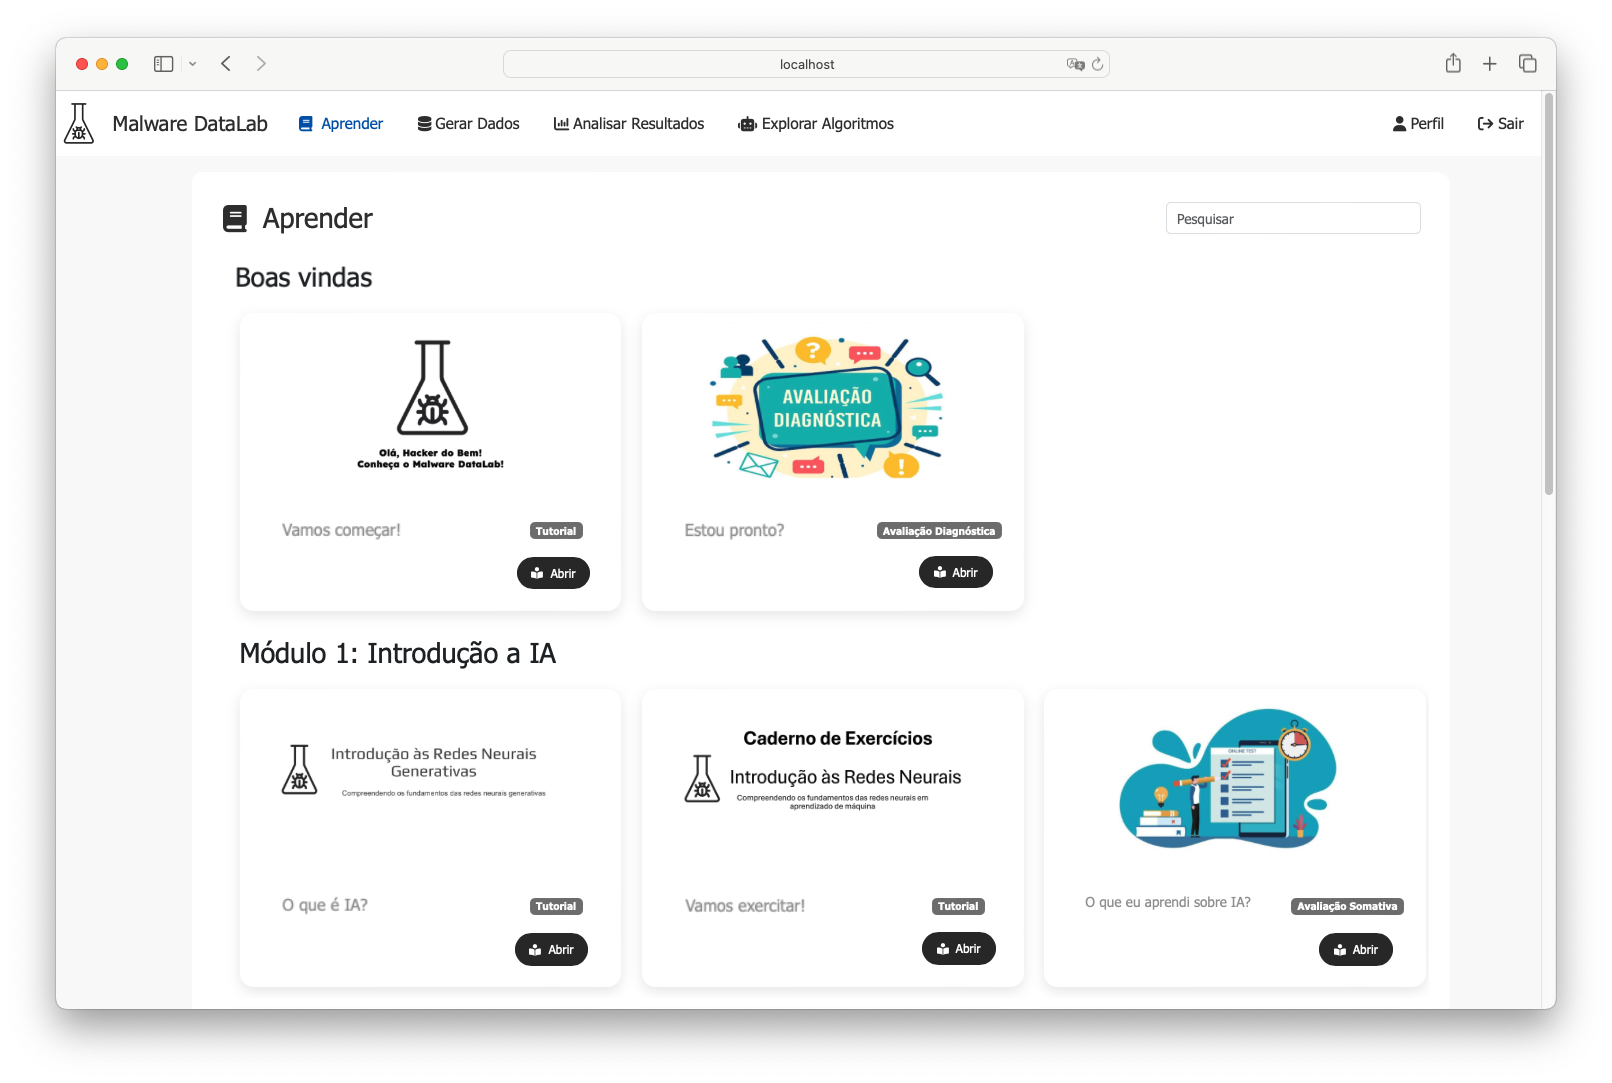 localhost
Malware DataLab
Aprender
Gerar Dados
Analisar Resultados
Explorar Algoritmos
Perfil
Sair
Aprender
Pesquisar
Boas vindas
Olá, Hacker do Bem!
Conheça o Malware DataLab!
Vamos começar!
Tutorial
Abrir
AVALIAÇÃO
DIAGNÓSTICA
Estou pronto?
Avaliação Diagnóstica
Abrir
Módulo 1: Introdução a IA
Introdução às Redes Neurais
Generativas
Compreendendo os fundamentos das redes neurais generativas
O que é IA?
Tutorial
Abrir
Caderno de Exercícios
Introdução às Redes Neurais
Compreendendo os fundamentos das redes neurais em
aprendizado de máquina
Vamos exercitar!
Tutorial
Abrir
ONLINE TEST
O que eu aprendi sobre IA?
Avaliação Somativa
Abrir